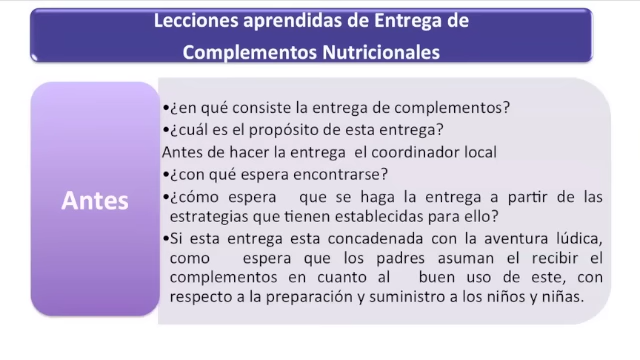 Lecciones aprendidas de Entrega de
Complementos Nutricionales
Antes
•¿en qué consiste la entrega de complementos?
•¿cuál es el propósito de esta entrega?
Antes de hacer la entrega el coordinador local
•¿con qué espera encontrarse?
•¿cómo espera que se haga la entrega a partir de las
estrategias que tienen establecidas para ello?
•Si esta entrega esta concadenada con la aventura lúdica,
como espera que los padres asuman el recibir el
complementos en cuanto al buen uso de este, con
respecto a la preparación y suministro a los niños y niñas.